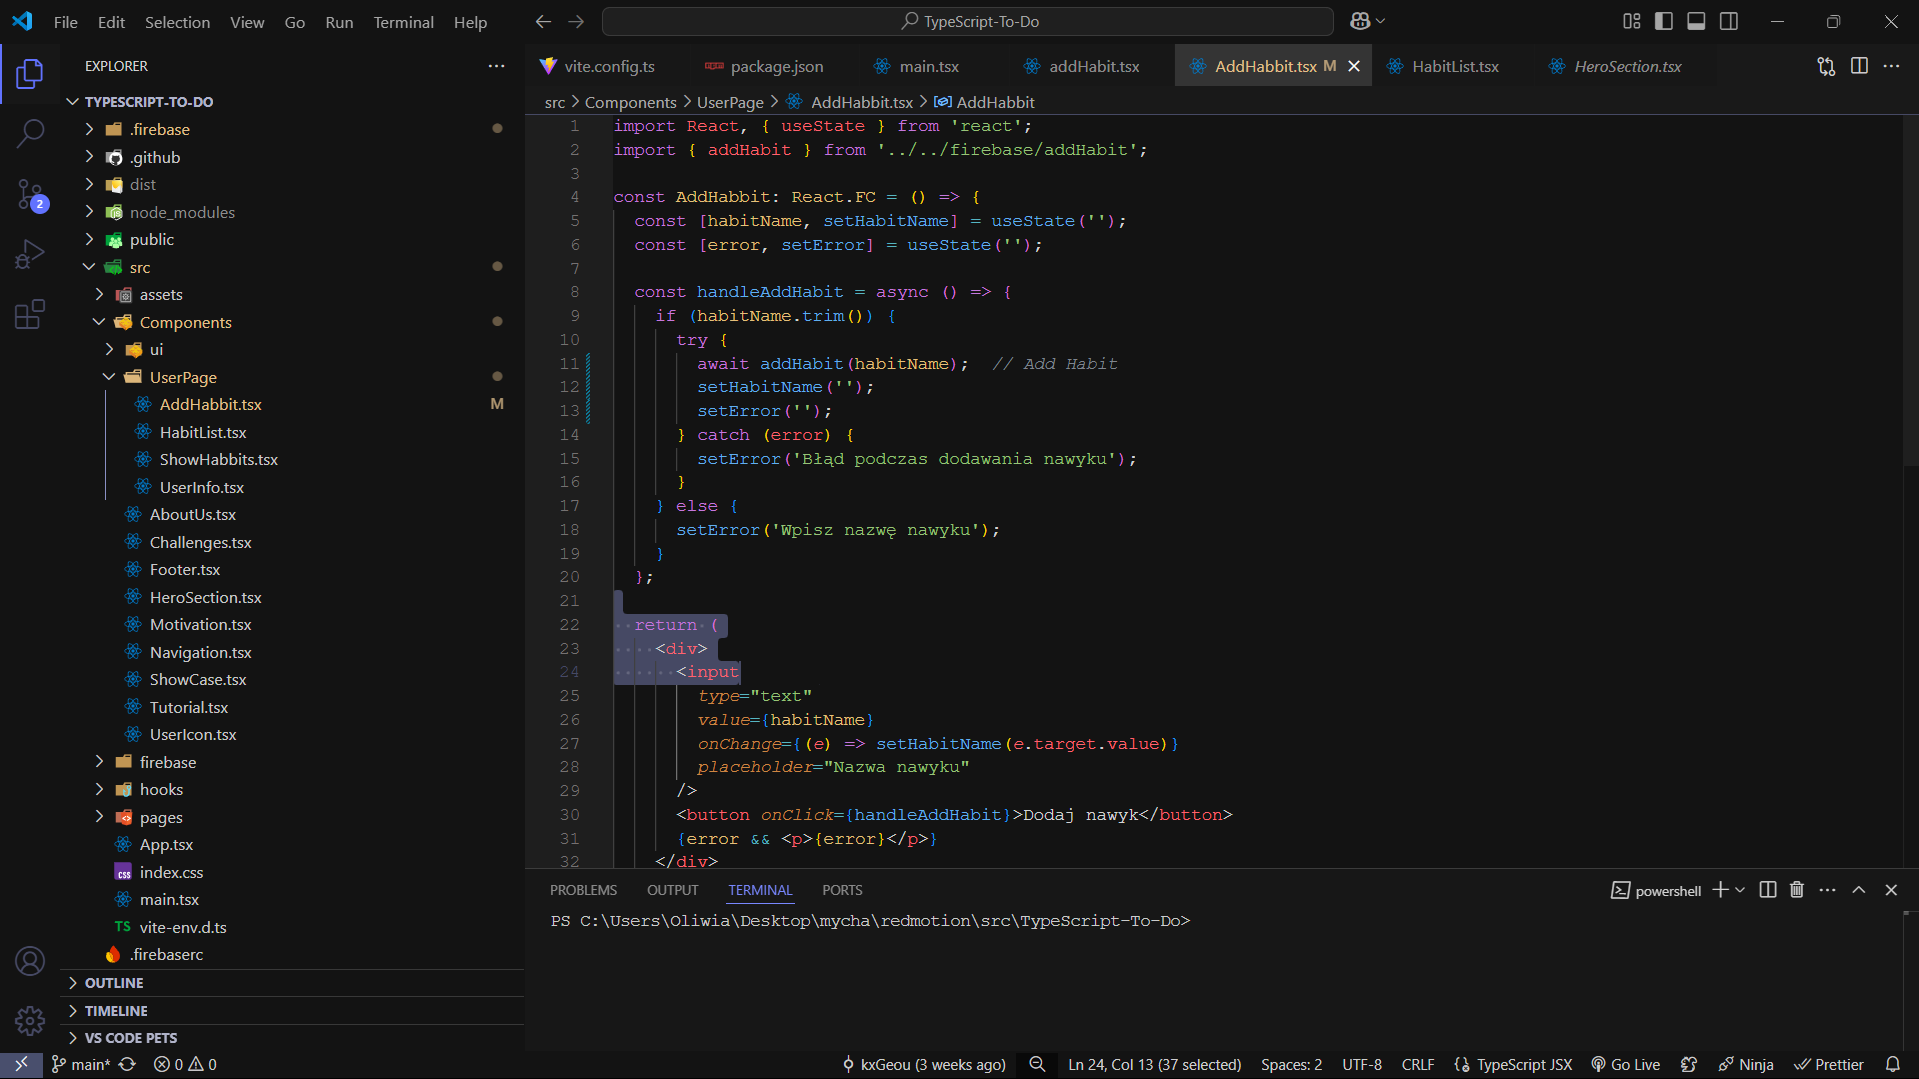 File Edit Selection View Go Run Terminal Help
TypeScript-To-Do
EXPLORER
TYPESCRIPT-TO-DO
.firebase
.github
dist
node_modules
public
src
assets
Components
ui
UserPage
AddHabbit.tsx M
HabitList.tsx
ShowHabbits.tsx
UserInfo.tsx
AboutUs.tsx
Challenges.tsx
Footer.tsx
HeroSection.tsx
Motivation.tsx
Navigation.tsx
ShowCase.tsx
Tutorial.tsx
UserIcon.tsx
firebase
hooks
pages
App.tsx
index.css
main.tsx
TS vite-env.d.ts
.firebaserc
OUTLINE
TIMELINE
VS CODE PETS
2
vite.config.ts package.json main.tsx addHabit.tsx AddHabbit.tsx M HabitList.tsx HeroSection.tsx
src > Components > UserPage > AddHabbit.tsx > AddHabbit
1 import React, { useState } from 'react';
2 import { addHabit } from '../../firebase/addHabit';
3
4 const AddHabbit: React.FC = () => {
5 const [habitName, setHabitName] = useState('');
6 const [error, setError] = useState('');
7
8 const handleAddHabit = async () => {
9 if (habitName.trim()) {
10 try {
11 await addHabit(habitName); // Add Habit
12 setHabitName('');
13 setError('');
14 } catch (error) {
15 setError('Błąd podczas dodawania nawyku');
16 }
17 } else {
18 setError('Wpisz nazwę nawyku');
19 }
20 };
21
22 return (
23 <div>
24 <input
25 type="text"
26 value={habitName}
27 onChange={(e) => setHabitName(e.target.value)}
28 placeholder="Nazwa nawyku"
29 />
30 <button onClick={handleAddHabit}>Dodaj nawyk</button>
31 {error && <p>{error}</p>}
32 </div>
PROBLEMS OUTPUT TERMINAL PORTS
powershell
PS C:\Users\Oliwia\Desktop\mycha\redmotion\src\TypeScript-To-Do>
main* 0 0 kxGeou (3 weeks ago) Ln 24, Col 13 (37 selected) Spaces: 2 UTF-8 CRLF {} TypeScript JSX Go Live Ninja Prettier